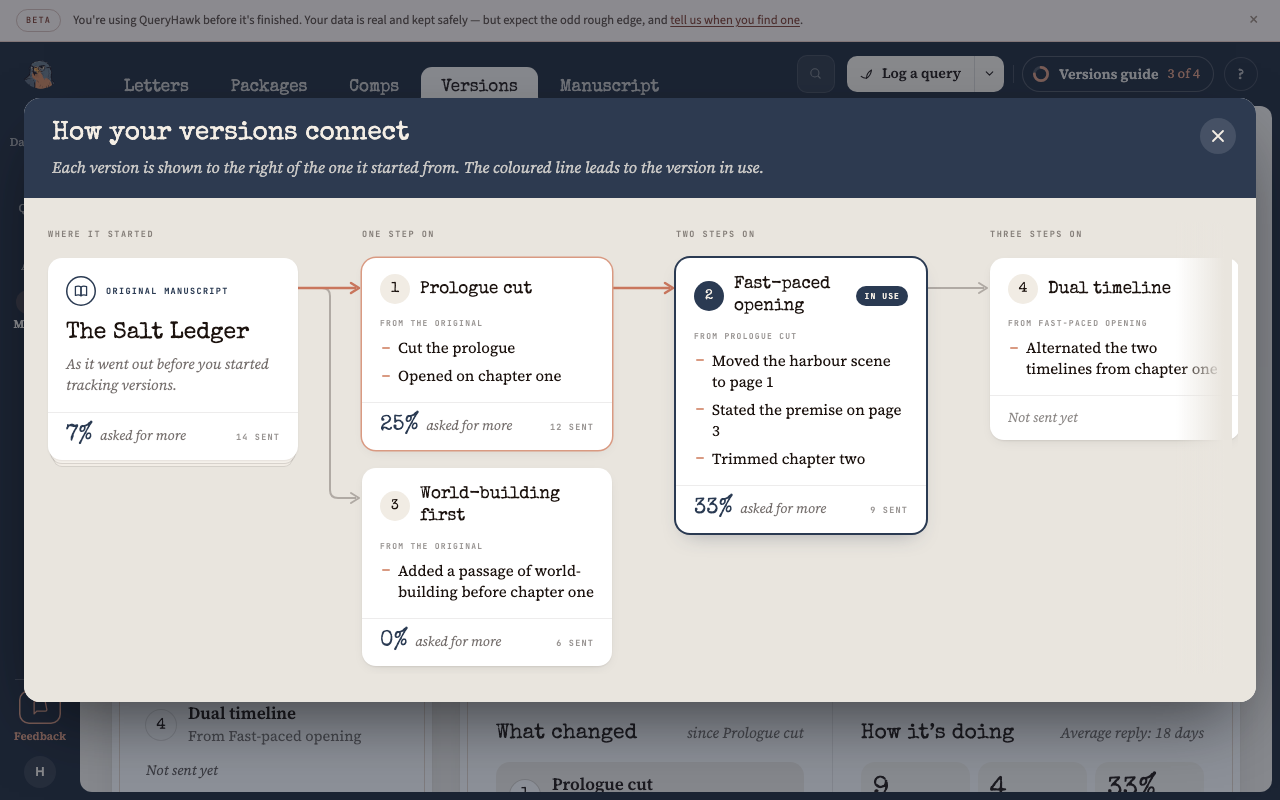 BETA You're using QueryHawk before it's finished. Your data is real and kept safely — but expect the odd rough edge, and tell us when you find one. ×
Letters Packages Comps Versions Manuscript Log a query Versions guide 3 of 4 ?
How your versions connect
Each version is shown to the right of the one it started from. The coloured line leads to the version in use.
WHERE IT STARTED
ORIGINAL MANUSCRIPT
The Salt Ledger
As it went out before you started
tracking versions.
7% asked for more 14 SENT
ONE STEP ON
1 Prologue cut
FROM THE ORIGINAL
– Cut the prologue
– Opened on chapter one
25% asked for more 12 SENT
3 World-building
first
FROM THE ORIGINAL
– Added a passage of world-
building before chapter one
0% asked for more 6 SENT
TWO STEPS ON
2 Fast-paced
opening
IN USE
FROM PROLOGUE CUT
– Moved the harbour scene
to page 1
– Stated the premise on page
3
– Trimmed chapter two
33% asked for more 9 SENT
THREE STEPS ON
4 Dual timeline
FROM FAST-PACED OPENING
– Alternated the two
timelines from chapter one
Not sent yet
Feedback
H
4 Dual timeline
From Fast-paced opening
Not sent yet
What changed since Prologue cut
1 Prologue cut
How it's doing Average reply: 18 days
9 4 33%